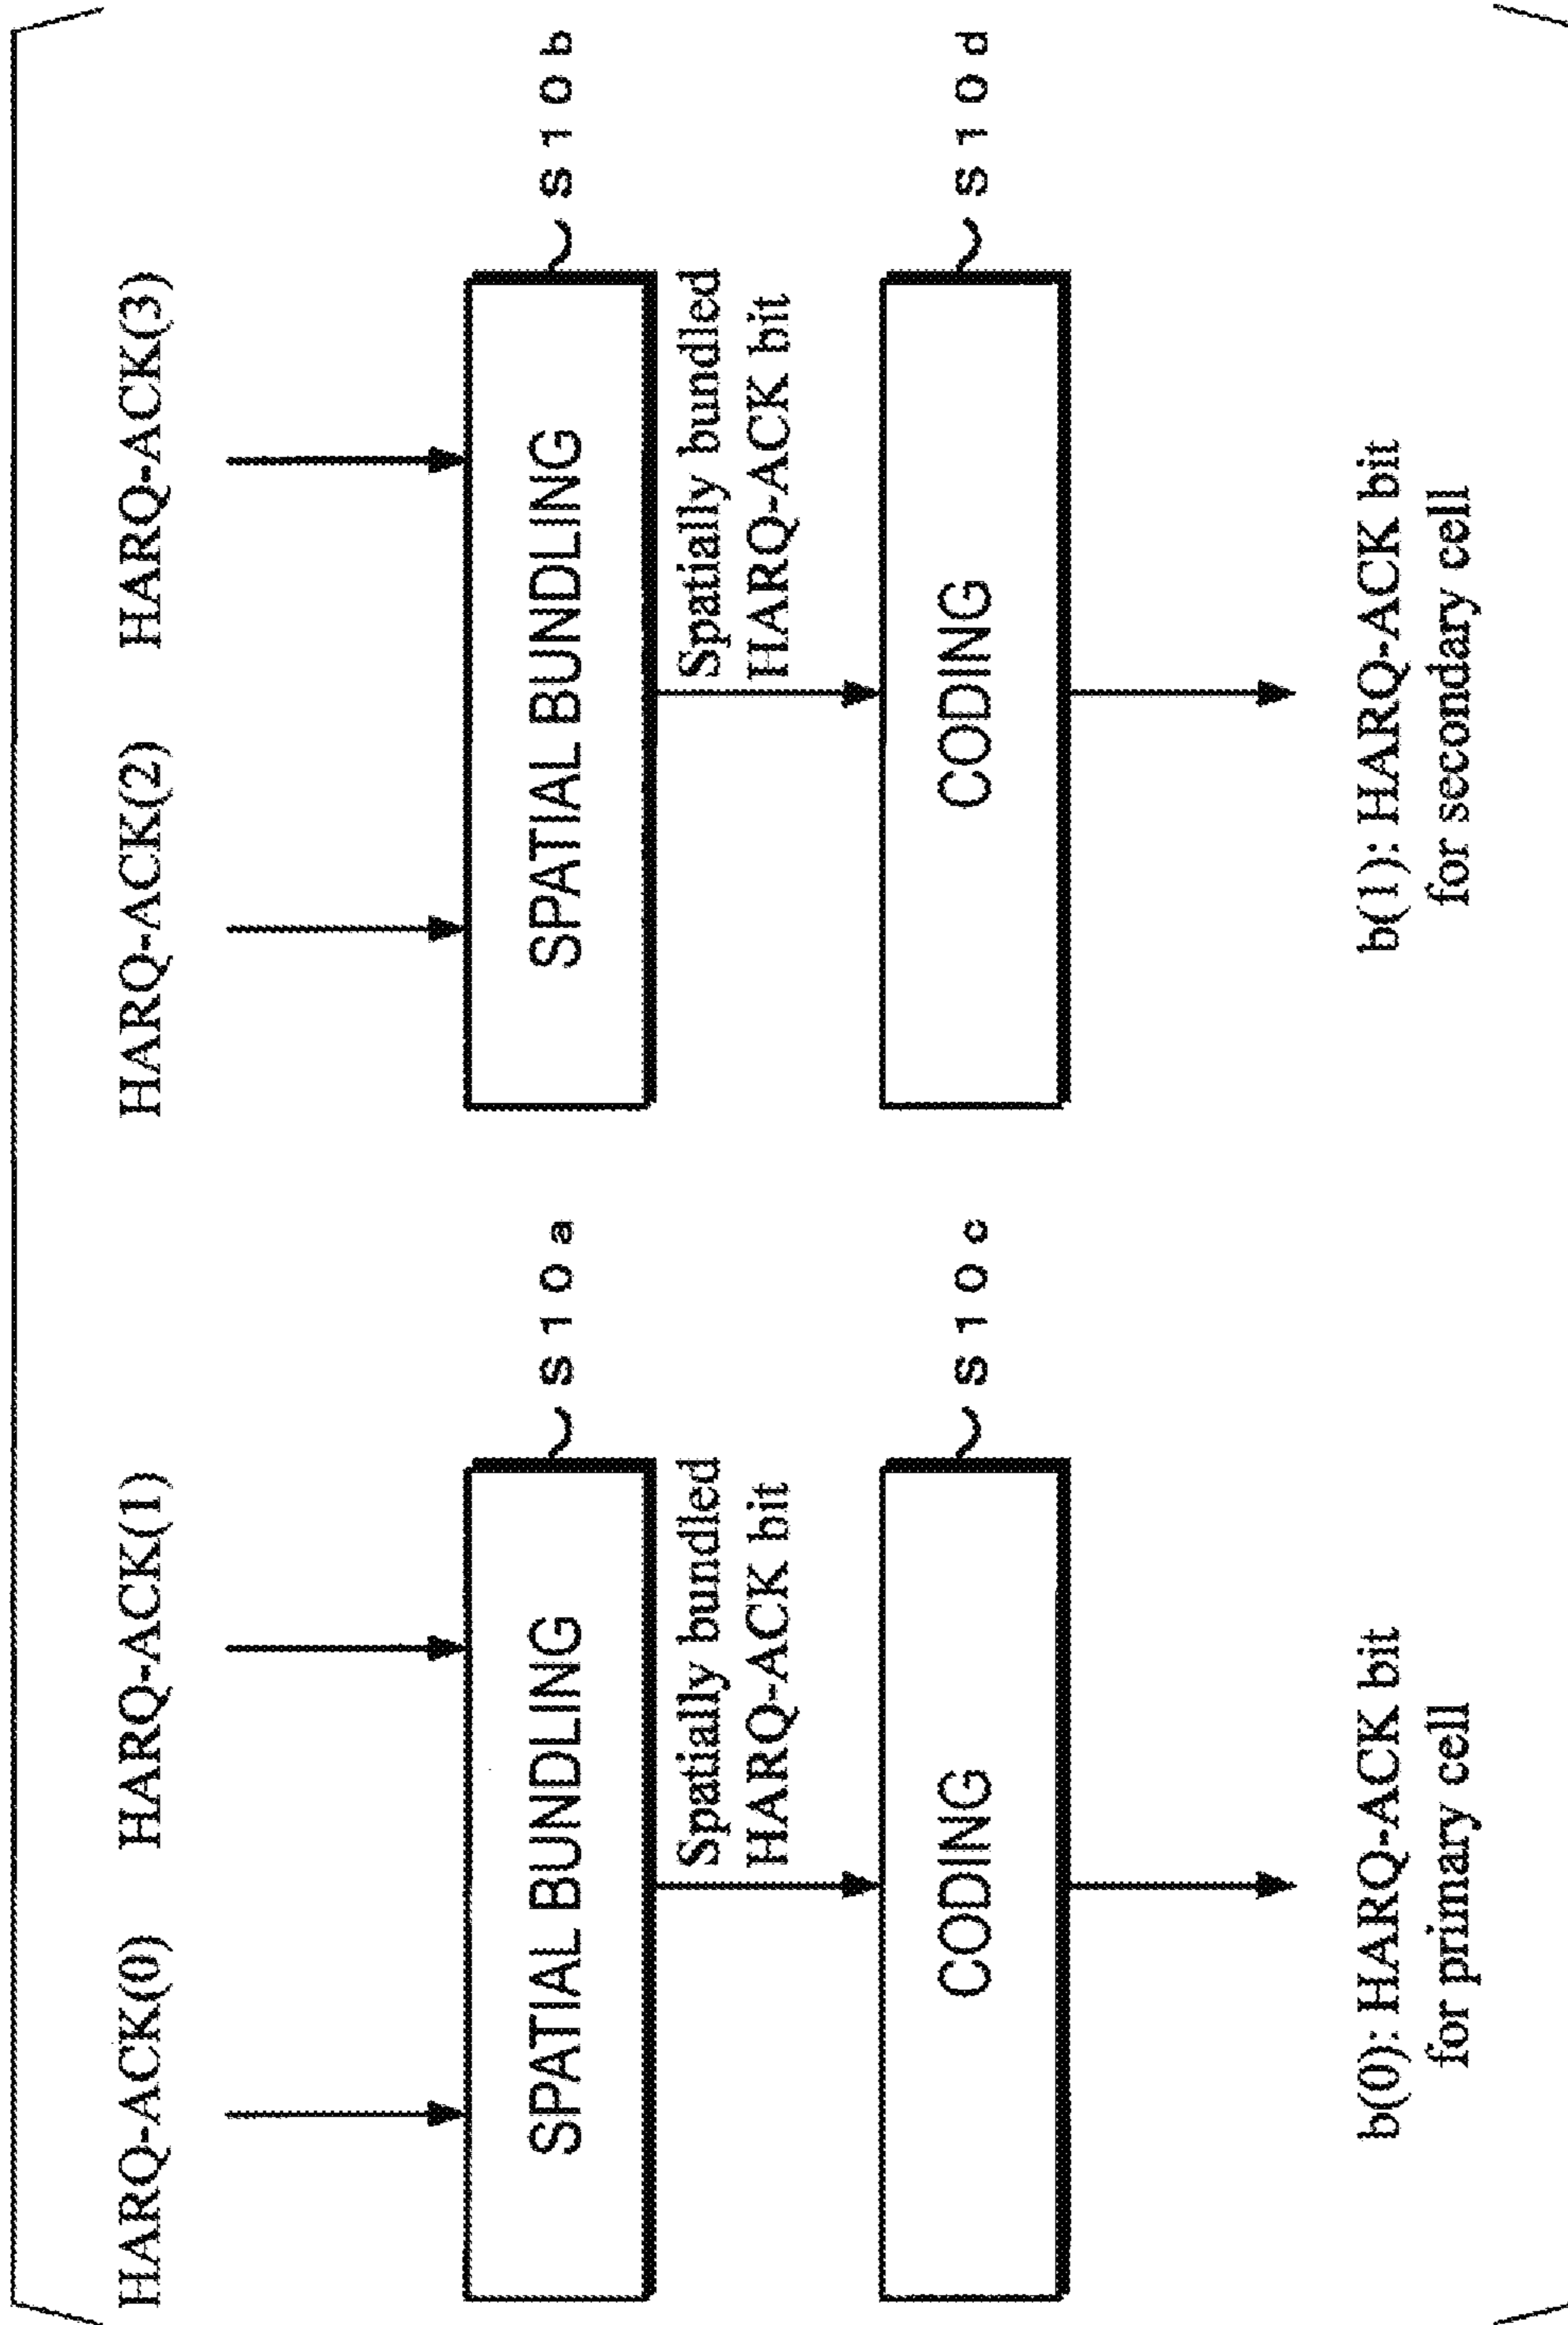 HARQ-ACK(0)
HARQ-ACK(1)
SPATIAL BUNDLING
S10a
Spatially bundled
HARQ-ACK bit
CODING
S10c
b(0): HARQ-ACK bit
for primary cell
HARQ-ACK(2)
HARQ-ACK(3)
SPATIAL BUNDLING
S10b
Spatially bundled
HARQ-ACK bit
CODING
S10d
b(1): HARQ-ACK bit
for secondary cell